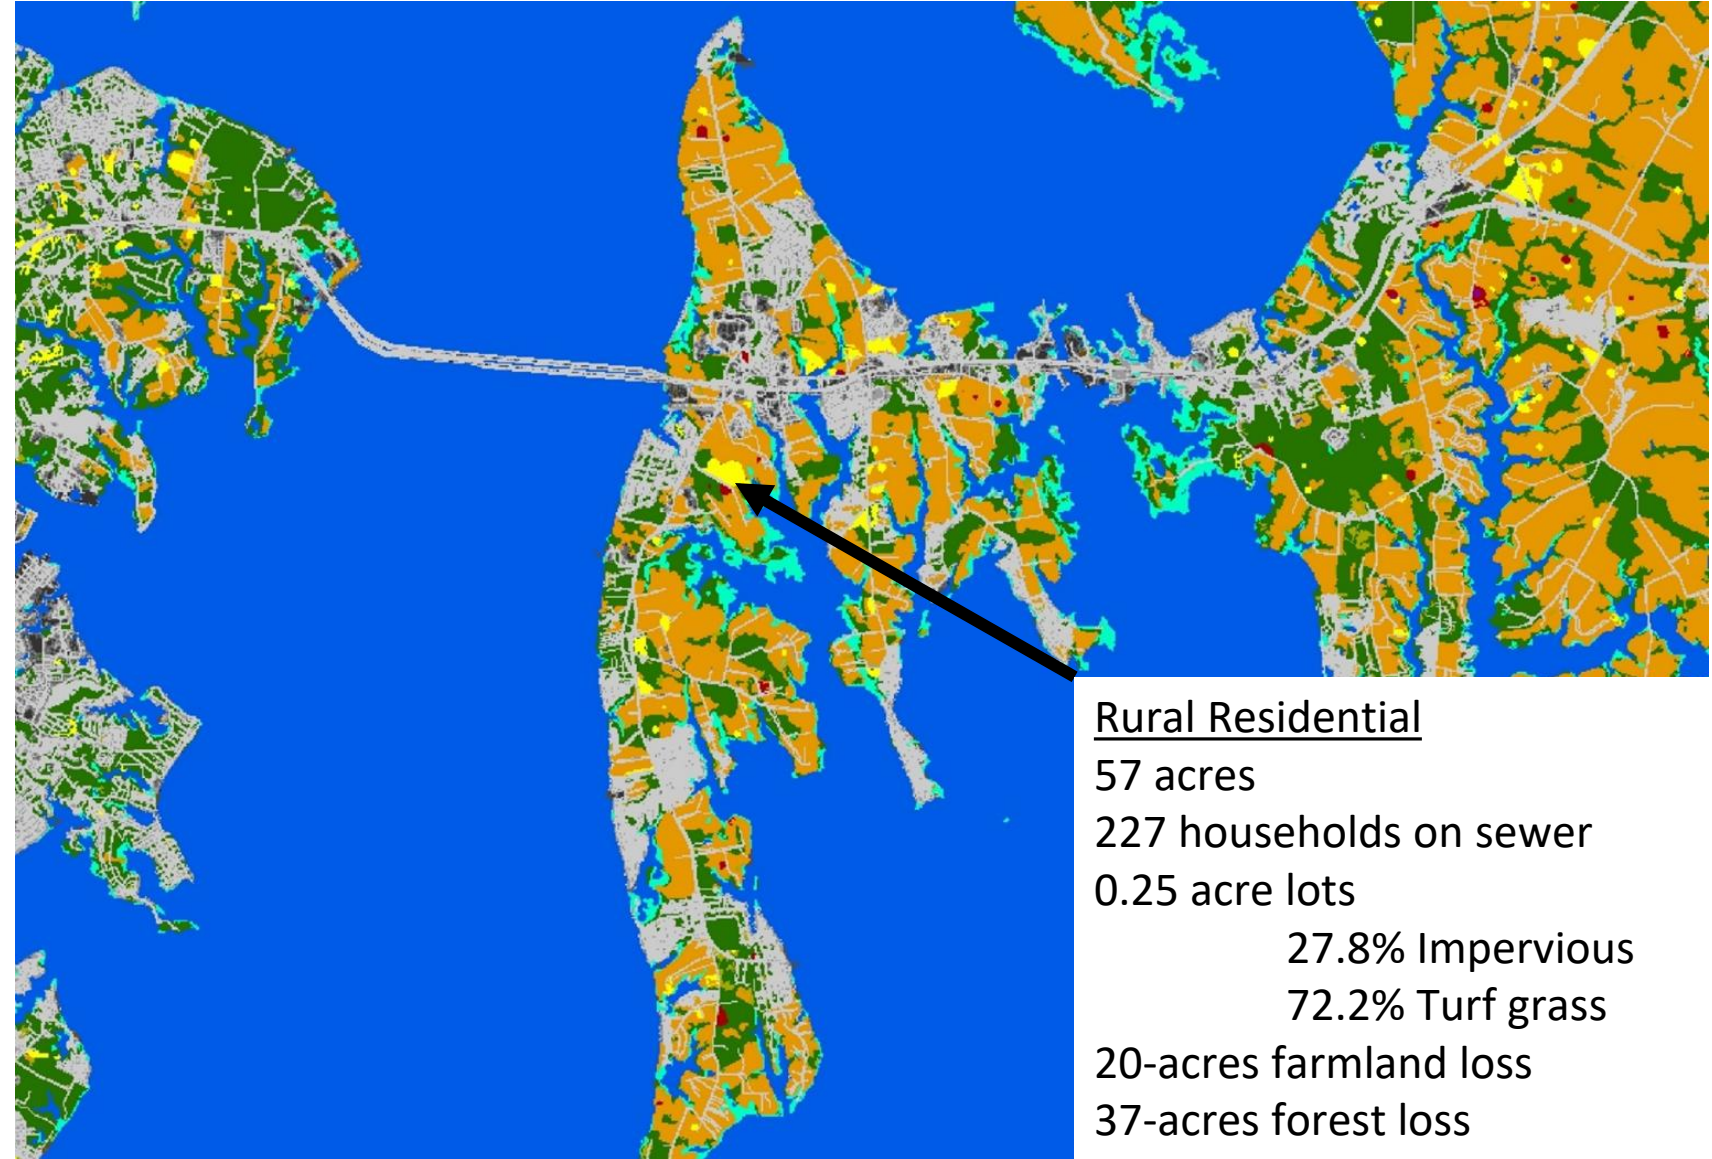 Rural Residential
57 acres
227 households on sewer
0.25 acre lots
27.8% Impervious
72.2% Turf grass
20-acres farmland loss
37-acres forest loss